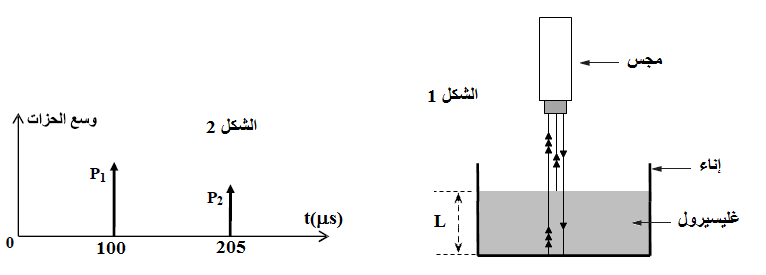 مجس
الشكل 1
إناء
غليسيرول
L
وسع الحزات
الشكل 2
P1
P2
t(µs)
0
100
205